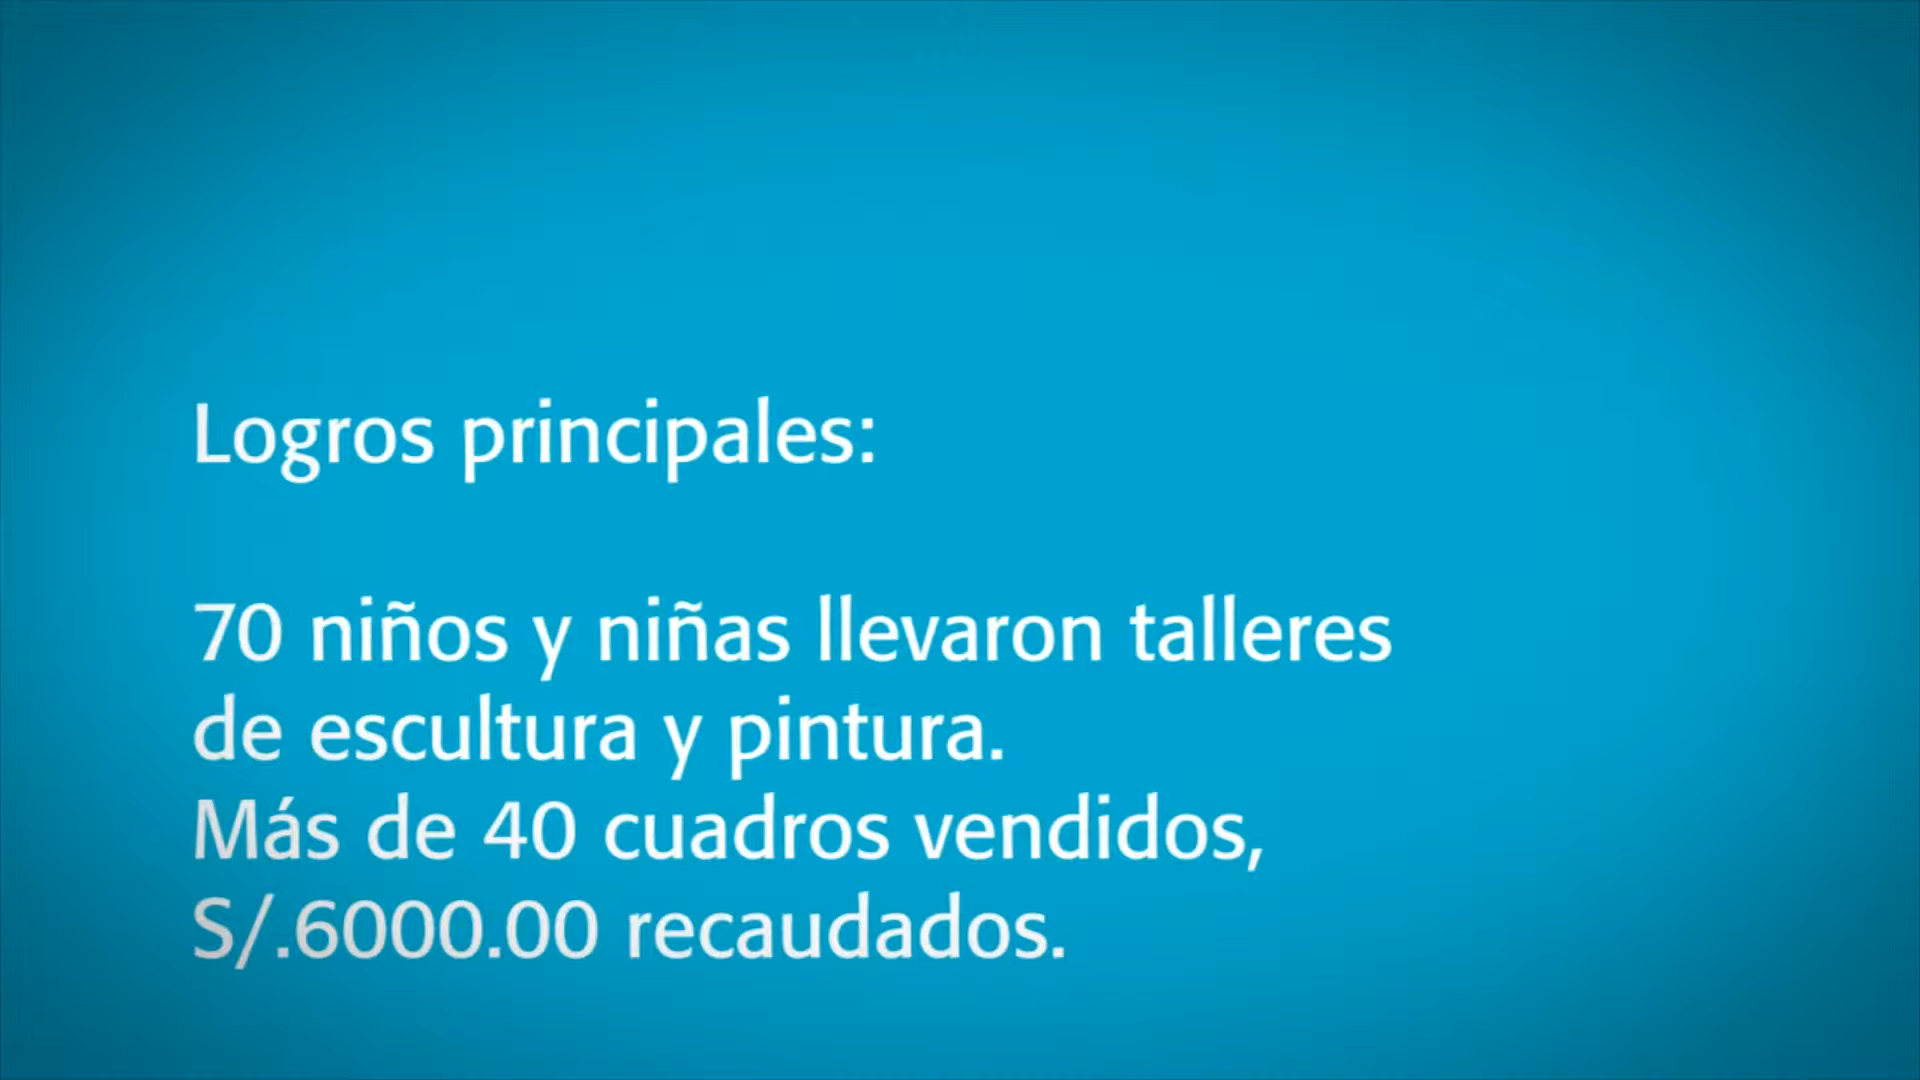 Logros principales:
70 niños y niñas llevaron talleres
de escultura y pintura.
Más de 40 cuadros vendidos,
S/.6000.00 recaudados.